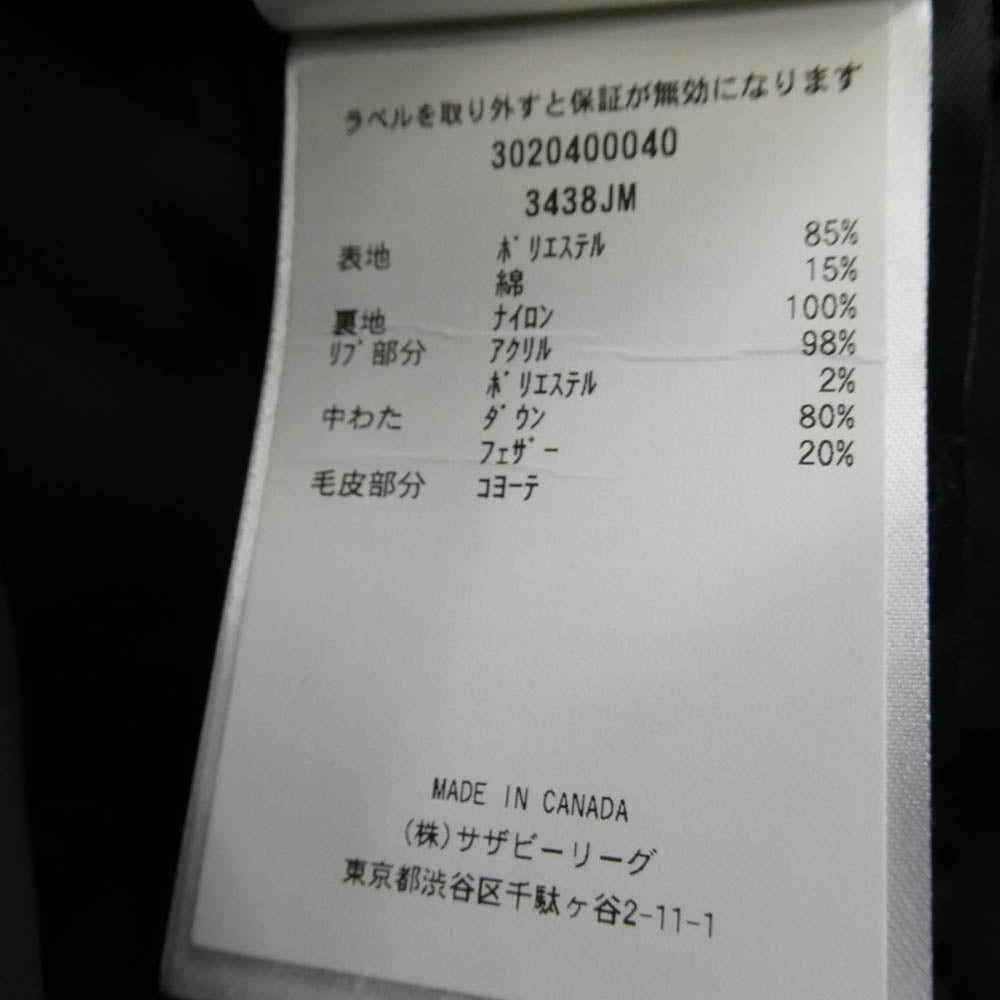 ラベルを取り外すと保証が無効になります
3020400040
3438JM
表地 ポリエステル 85%
綿 15%
裏地 ナイロン 100%
リブ部分 アクリル 98%
ポリエステル 2%
中わた ダウン 80%
フェザー 20%
毛皮部分 コヨーテ
MADE IN CANADA
(株)サザビーリーグ
東京都渋谷区千駄ヶ谷2-11-1